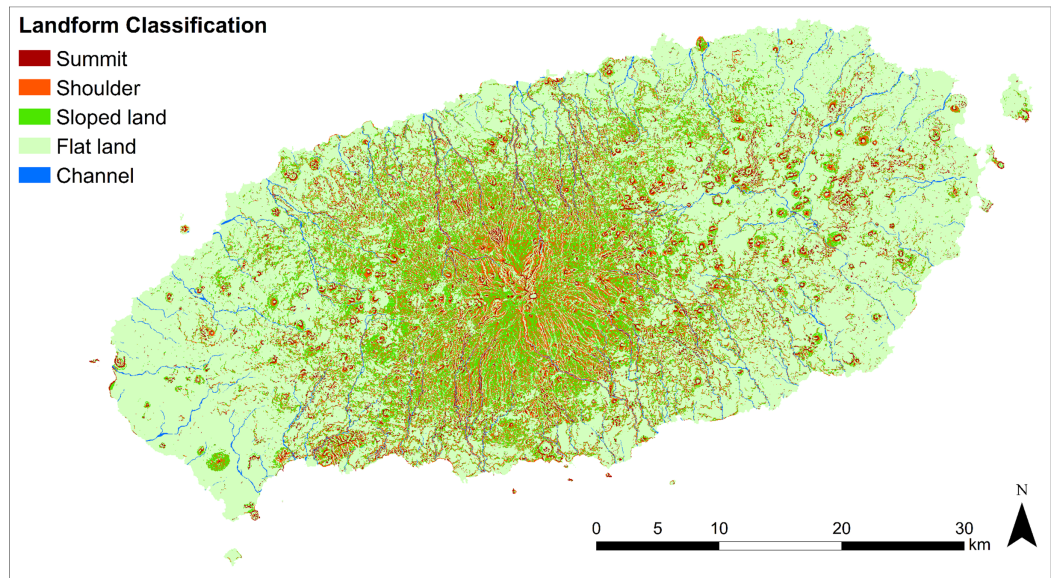 Landform Classification
Summit
Shoulder
Sloped land
Flat land
Channel
N
0 5 10 20 30
km